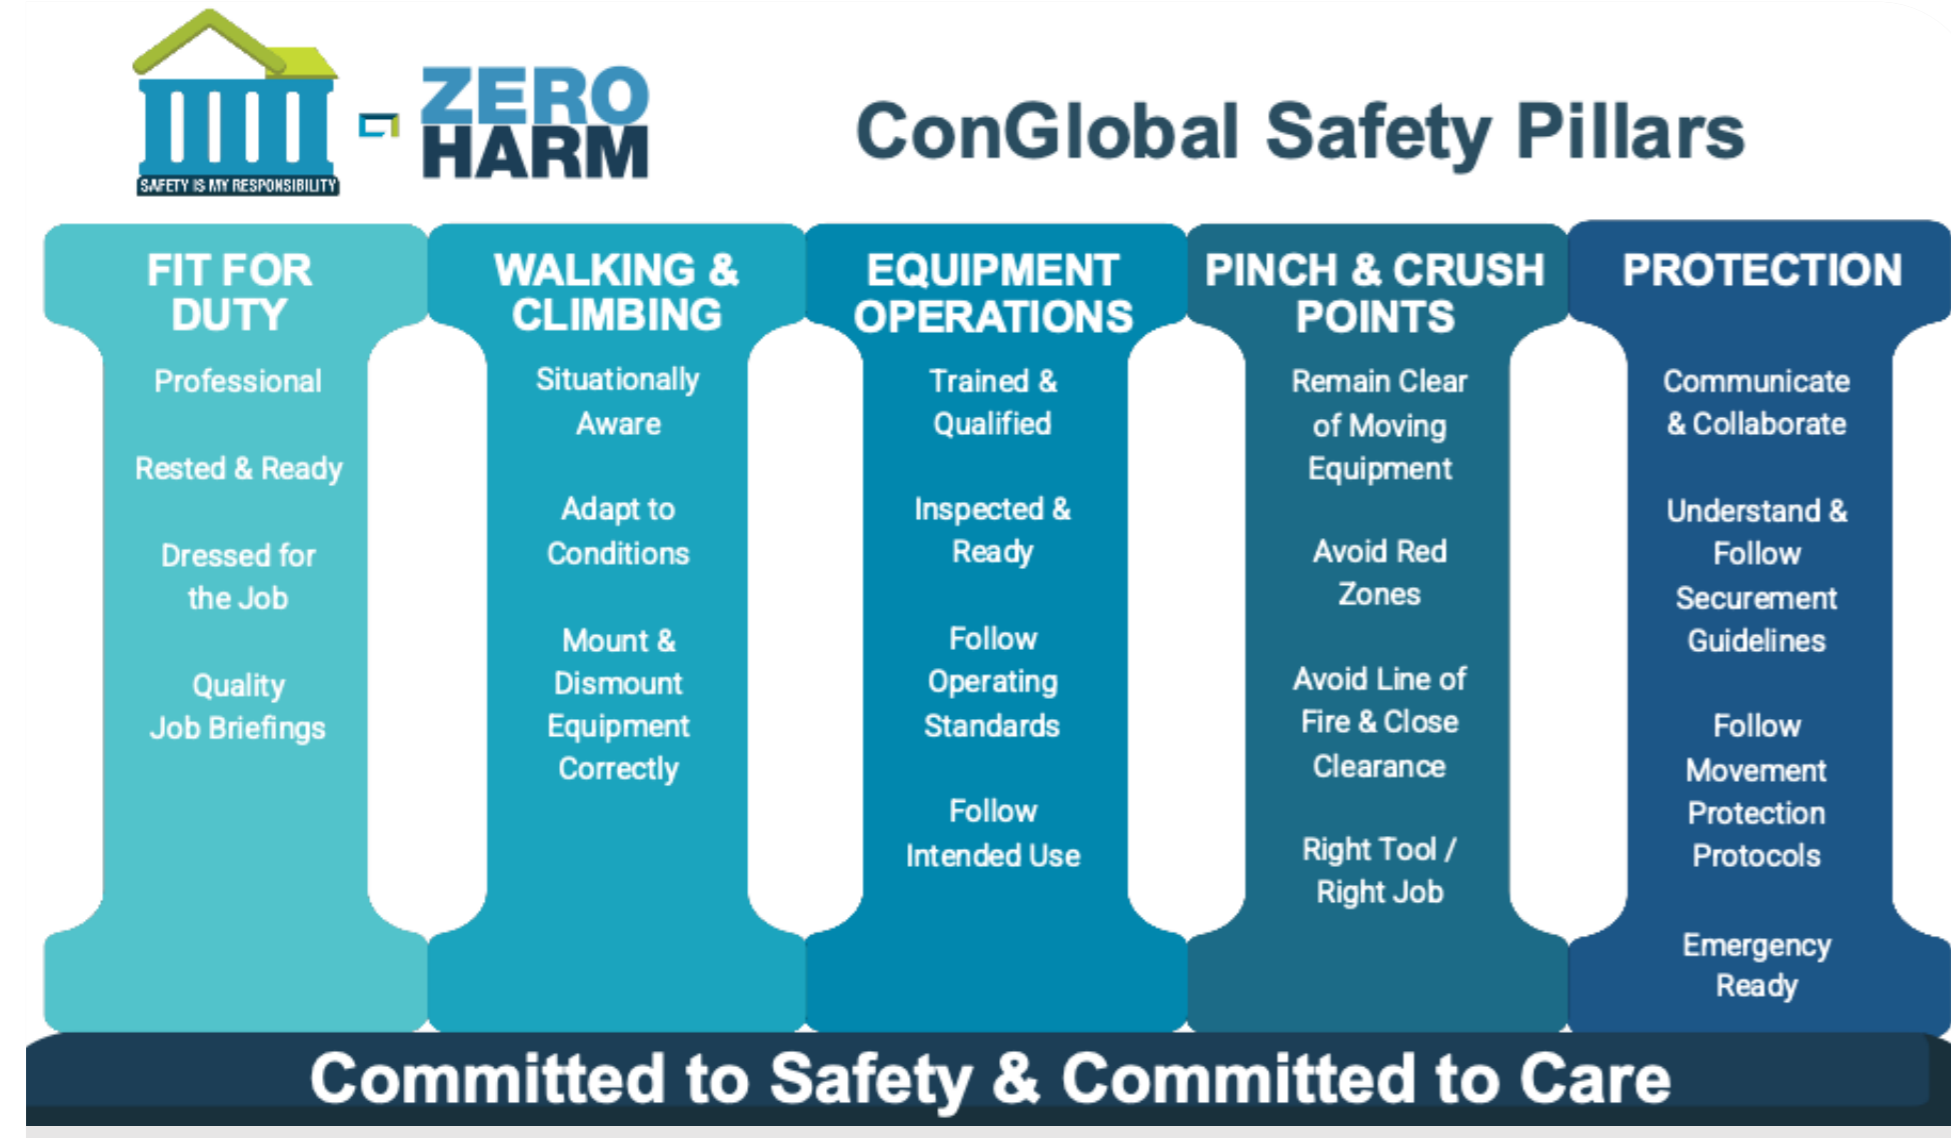 SAFETY IS MY RESPONSIBILITY
ZERO
HARM
ConGlobal Safety Pillars
FIT FOR
DUTY
Professional
Rested & Ready
Dressed for
the Job
Quality
Job Briefings
WALKING &
CLIMBING
Situationally
Aware
Adapt to
Conditions
Mount &
Dismount
Equipment
Correctly
EQUIPMENT
OPERATIONS
Trained &
Qualified
Inspected &
Ready
Follow
Operating
Standards
Follow
Intended Use
PINCH & CRUSH
POINTS
Remain Clear
of Moving
Equipment
Avoid Red
Zones
Avoid Line of
Fire & Close
Clearance
Right Tool /
Right Job
PROTECTION
Communicate
& Collaborate
Understand &
Follow
Securement
Guidelines
Follow
Movement
Protection
Protocols
Emergency
Ready
Committed to Safety & Committed to Care